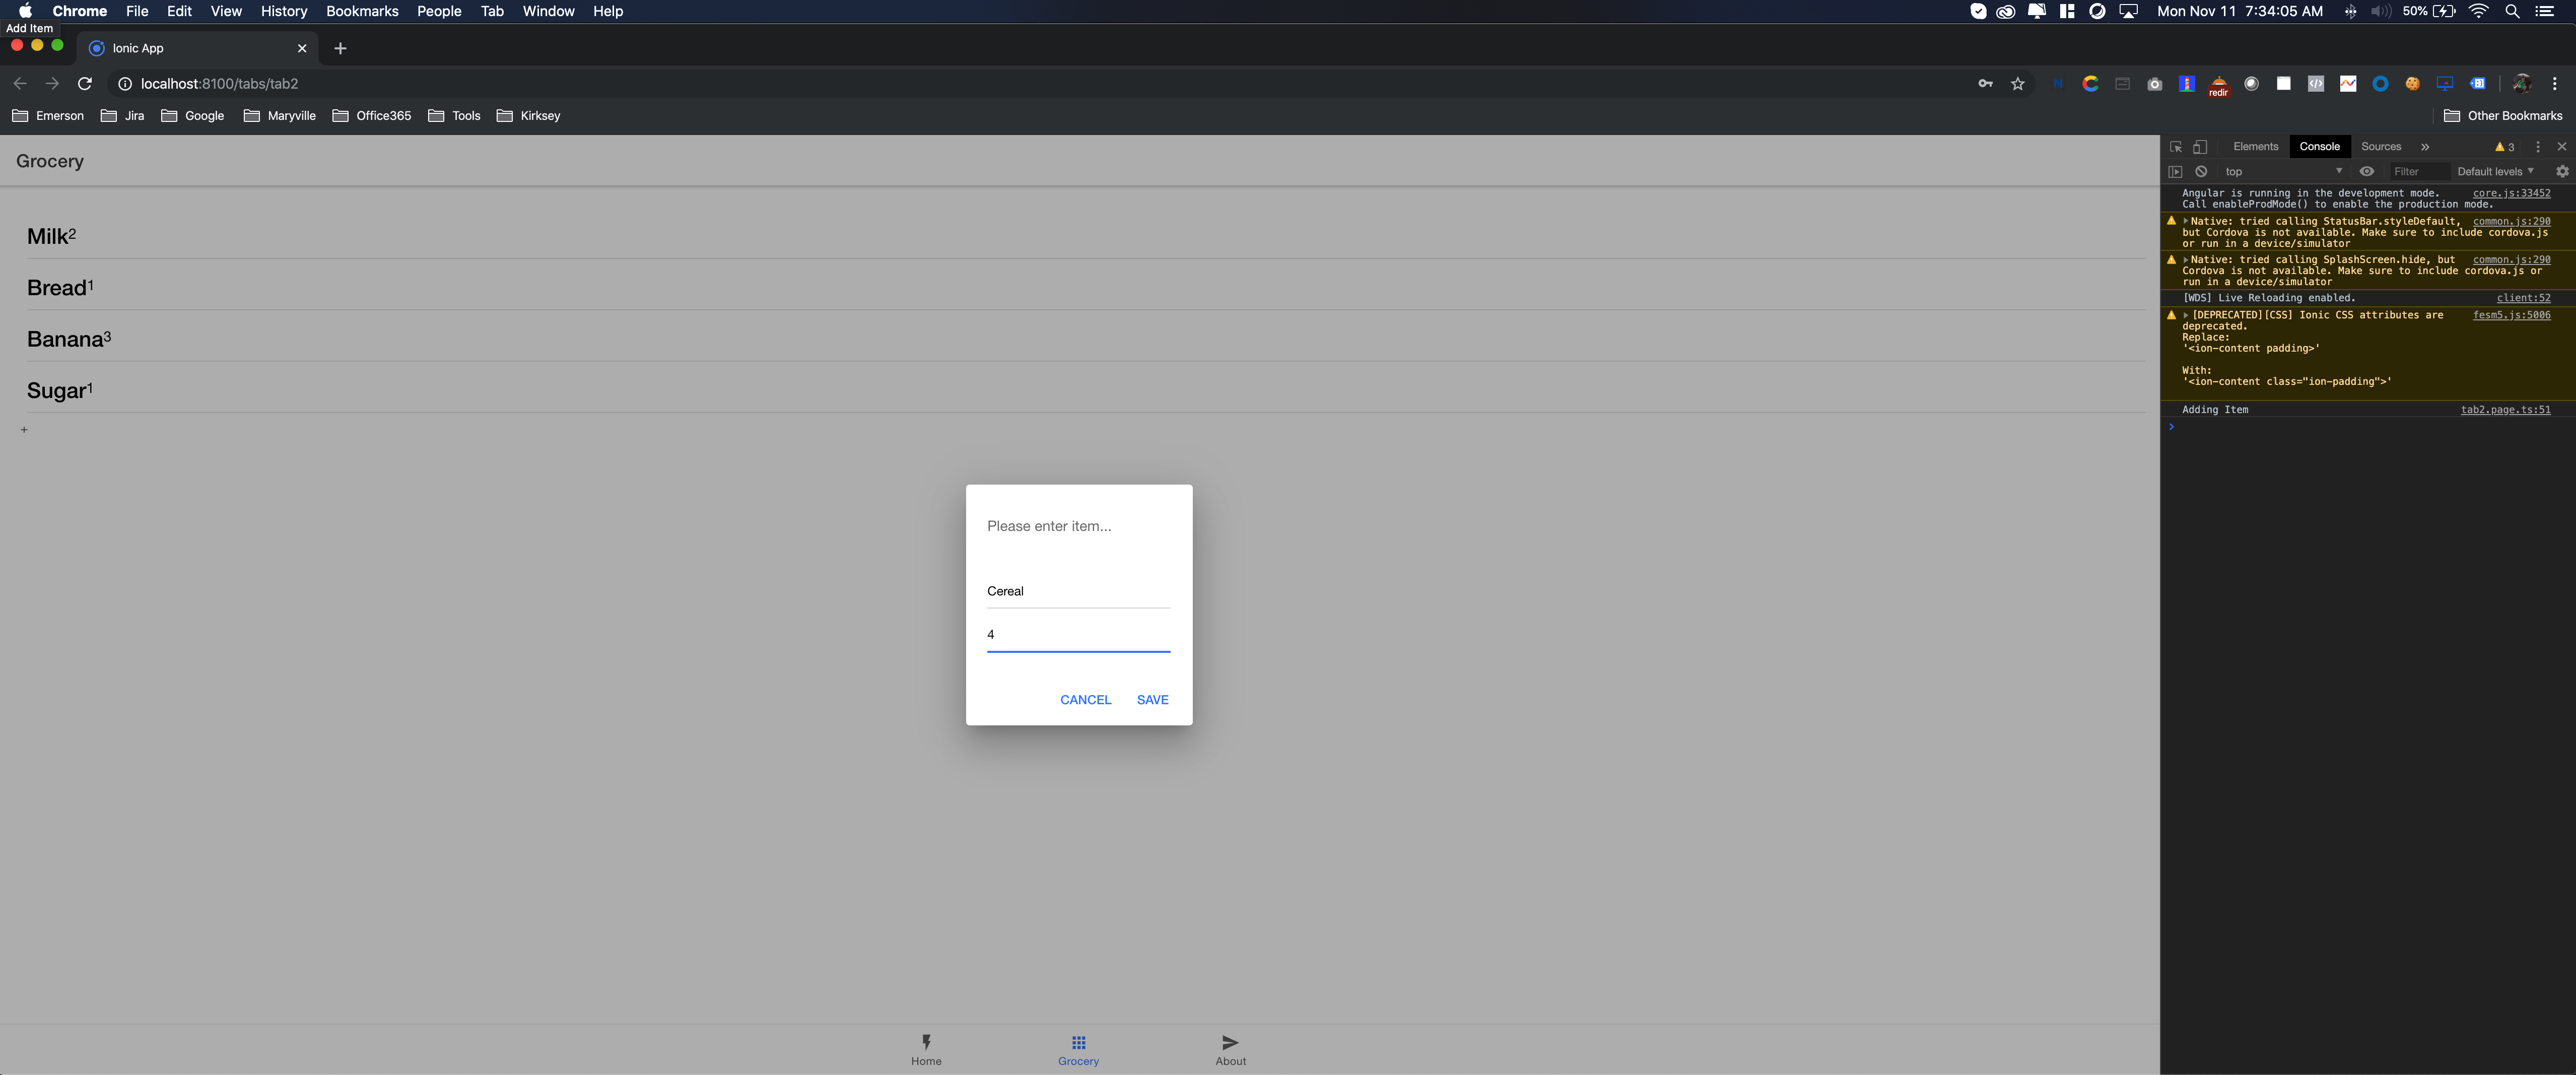 Chrome File Edit View History Bookmarks People Tab Window Help
Mon Nov 11 7:34:05 AM 50%
Add Item
Ionic App
localhost:8100/tabs/tab2
redir
Emerson Jira Google Maryville Office365 Tools Kirksey Other Bookmarks
Grocery
Milk2
Bread1
Banana3
Sugar1
+
Please enter item...
Cereal
4
CANCEL SAVE
Home Grocery About
Elements Console Sources » 3
top Filter Default levels
Angular is running in the development mode. core.js:33452
Call enableProdMode() to enable the production mode.
Native: tried calling StatusBar.styleDefault, common.js:290
but Cordova is not available. Make sure to include cordova.js
or run in a device/simulator
Native: tried calling SplashScreen.hide, but common.js:290
Cordova is not available. Make sure to include cordova.js or
run in a device/simulator
[WDS] Live Reloading enabled. client:52
[DEPRECATED][CSS] Ionic CSS attributes are fesm5.js:5006
deprecated.
Replace:
'<ion-content padding>'
With:
'<ion-content class="ion-padding">'
Adding Item tab2.page.ts:51